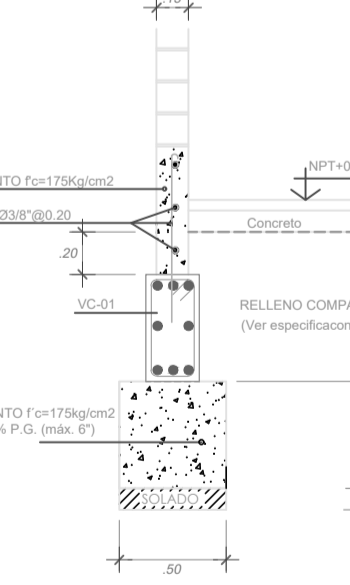 NPT+0
NTO f'c=175Kg/cm2
Ø3/8"@0.20
Concreto
.20
VC-01
RELLENO COMPA
(Ver especificacon
NTO f´c=175kg/cm2
% P.G. (máx. 6")
SOLADO
.50